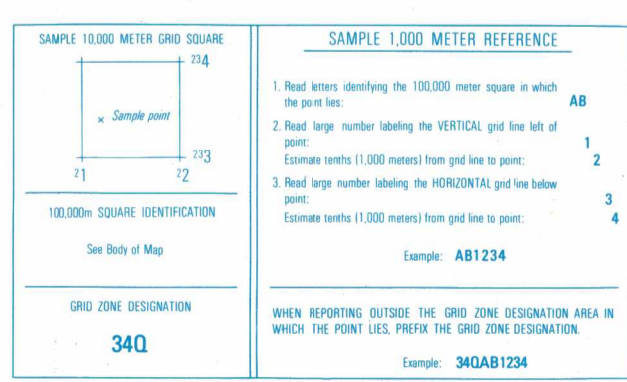 SAMPLE 10,000 METER GRID SQUARE
234
× Sample point
233
21
22
100,000m SQUARE IDENTIFICATION
See Body of Map
GRID ZONE DESIGNATION
34Q
SAMPLE 1,000 METER REFERENCE
1. Read letters identifying the 100,000 meter square in which
the point lies: AB
2. Read large number labeling the VERTICAL grid line left of
point: 1
Estimate tenths (1,000 meters) from grid line to point: 2
3. Read large number labeling the HORIZONTAL grid line below
point: 3
Estimate tenths (1,000 meters) from grid line to point: 4
Example: AB1234
WHEN REPORTING OUTSIDE THE GRID ZONE DESIGNATION AREA IN
WHICH THE POINT LIES, PREFIX THE GRID ZONE DESIGNATION.
Example: 34QAB1234